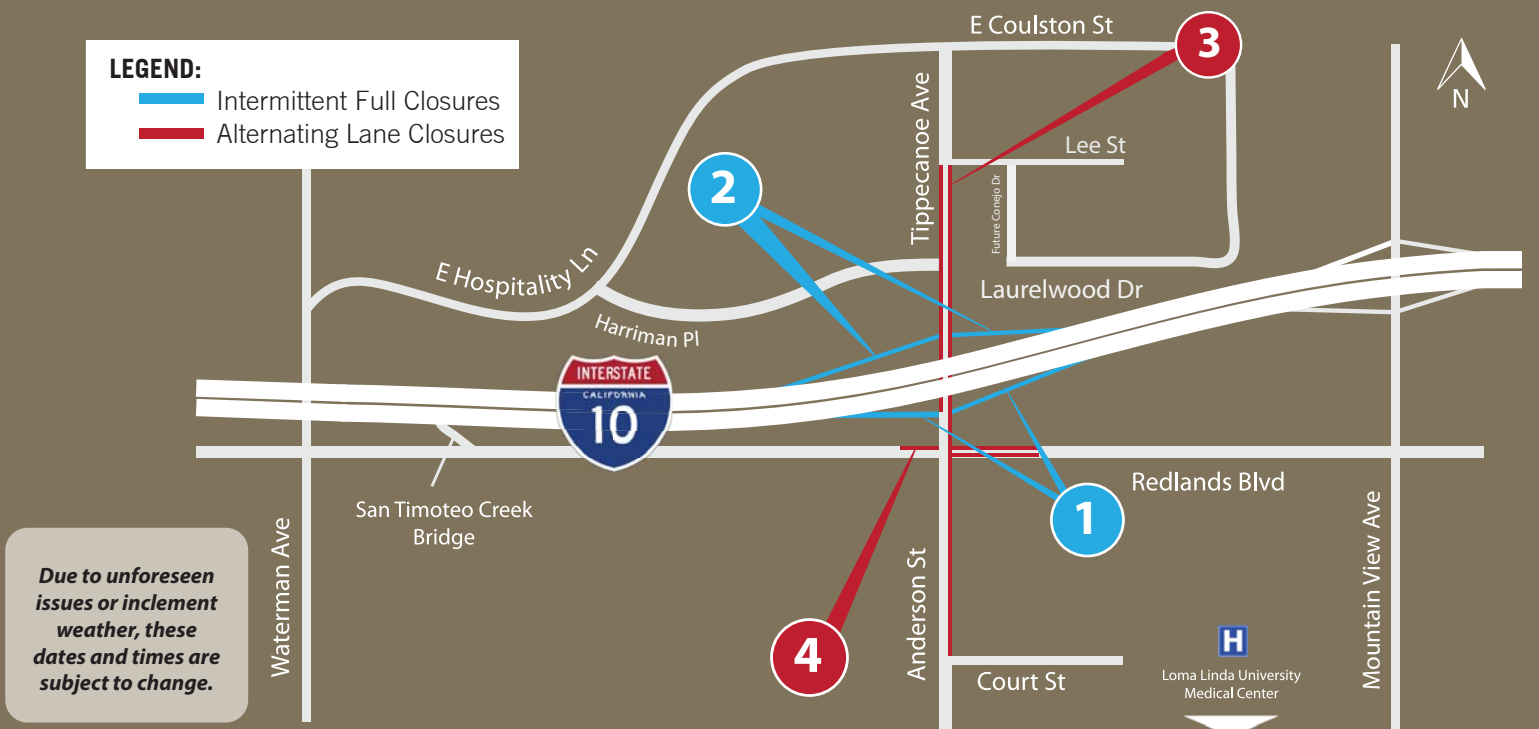 LEGEND:
Intermittent Full Closures
Alternating Lane Closures
E Coulston St
3
N
Tippecanoe Ave
Lee St
2
Future Conejo Dr
E Hospitality Ln
Laurelwood Dr
Harriman Pl
INTERSTATE
CALIFORNIA
10
San Timoteo Creek
Bridge
Redlands Blvd
1
Due to unforeseen
issues or inclement
weather, these
dates and times are
subject to change.
Waterman Ave
4
Anderson St
Court St
H
Loma Linda University
Medical Center
Mountain View Ave